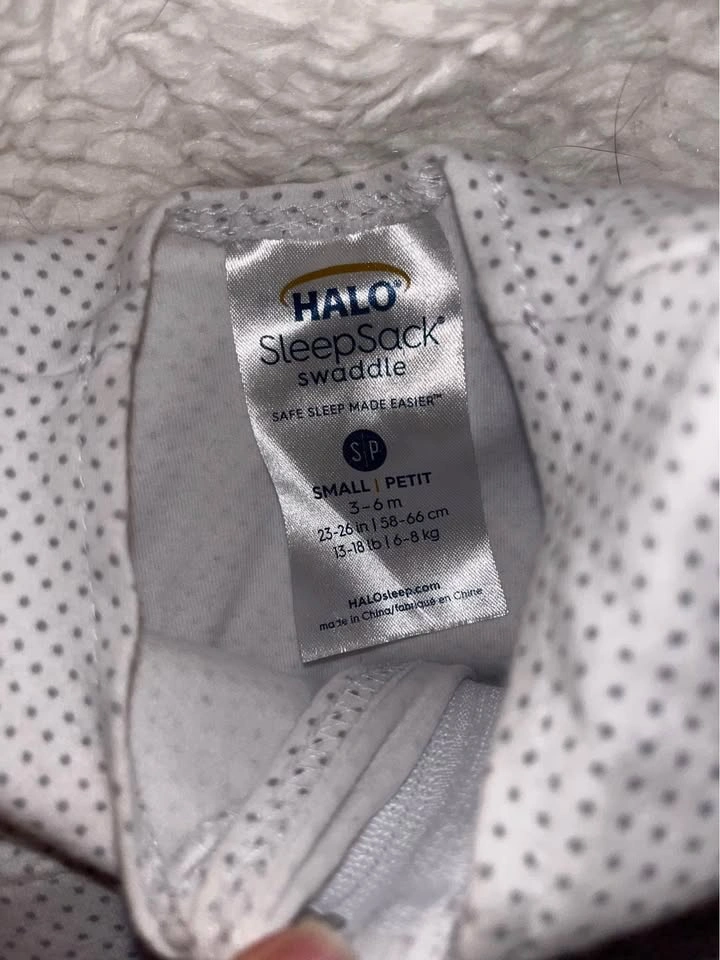 HALO®
SleepSack®
swaddle
SAFE SLEEP MADE EASIER™
S|P
SMALL | PETIT
3-6 m
23-26 in | 58-66 cm
13-18 lb | 6-8 kg
HALOsleep.com
made in China/fabriqué en Chine